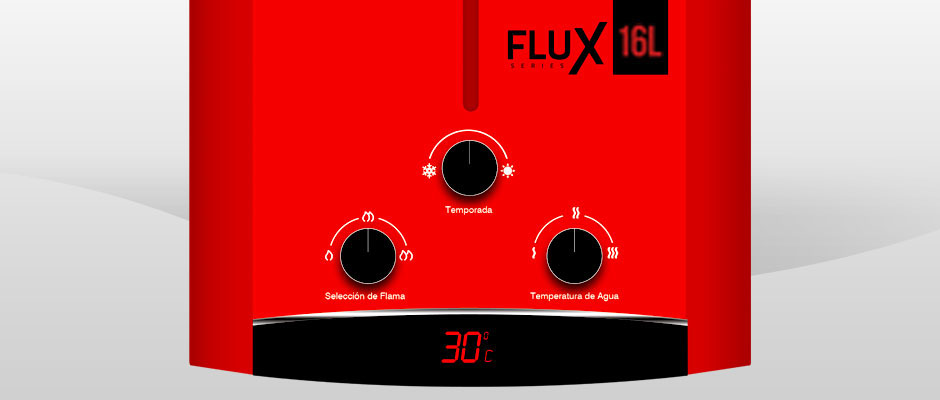 FLUX 16L
SERIES
Temporada
Selección de Flama
Temperatura de Agua
30°C